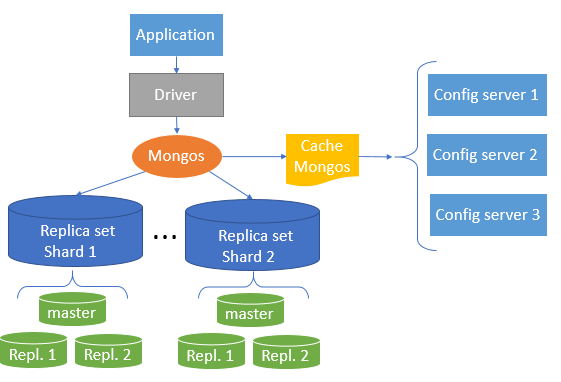 Application
Driver
Mongos
Cache
Mongos
Config server 1
Config server 2
Config server 3
Replica set
Shard 1
...
Replica set
Shard 2
master
Repl. 1
Repl. 2
master
Repl. 1
Repl. 2